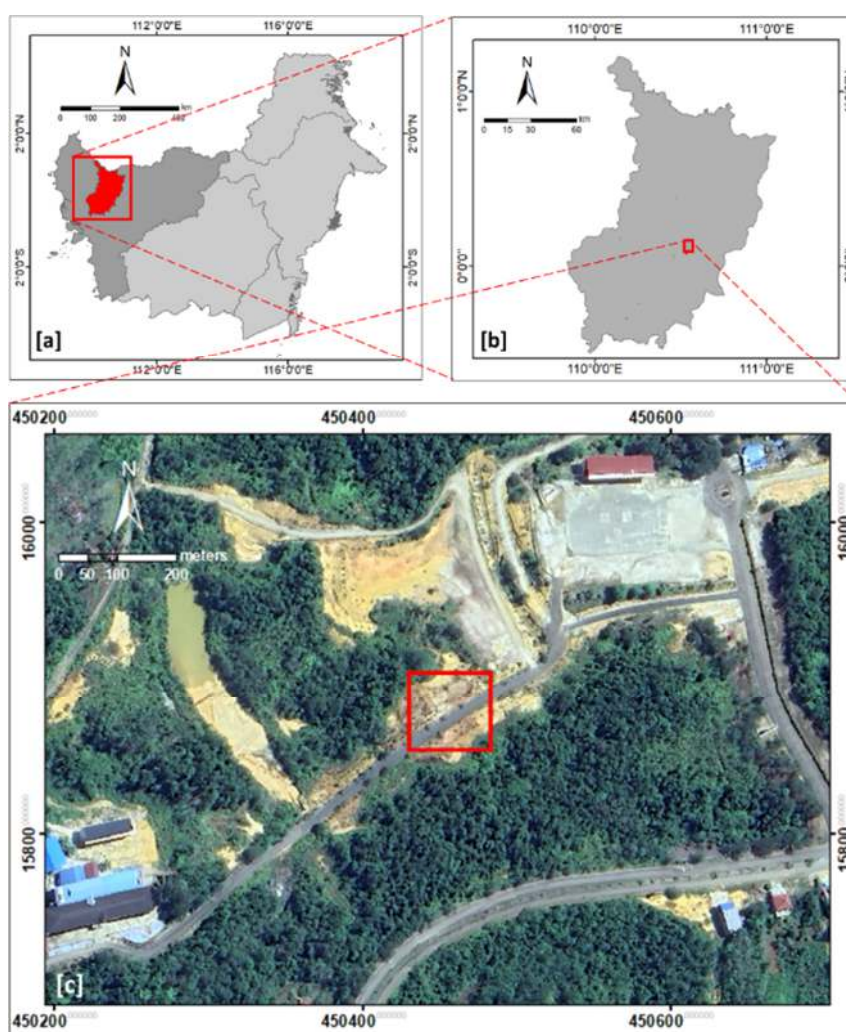 112°0'0"E 116°0'0"E
N
0 100 200 400 km
2°0'0"N 2°0'0"N
2°0'0"S 2°0'0"S
[a]
112°0'0"E 116°0'0"E
110°0'0"E 111°0'0"E
N
0 15 30 60 km
1°0'0"N
0°0'0"
[b]
110°0'0"E 111°0'0"E
450200 450400 450600
N
meters
0 50 100 200
16000 16000
15800 15800
[c]
450200 450400 450600